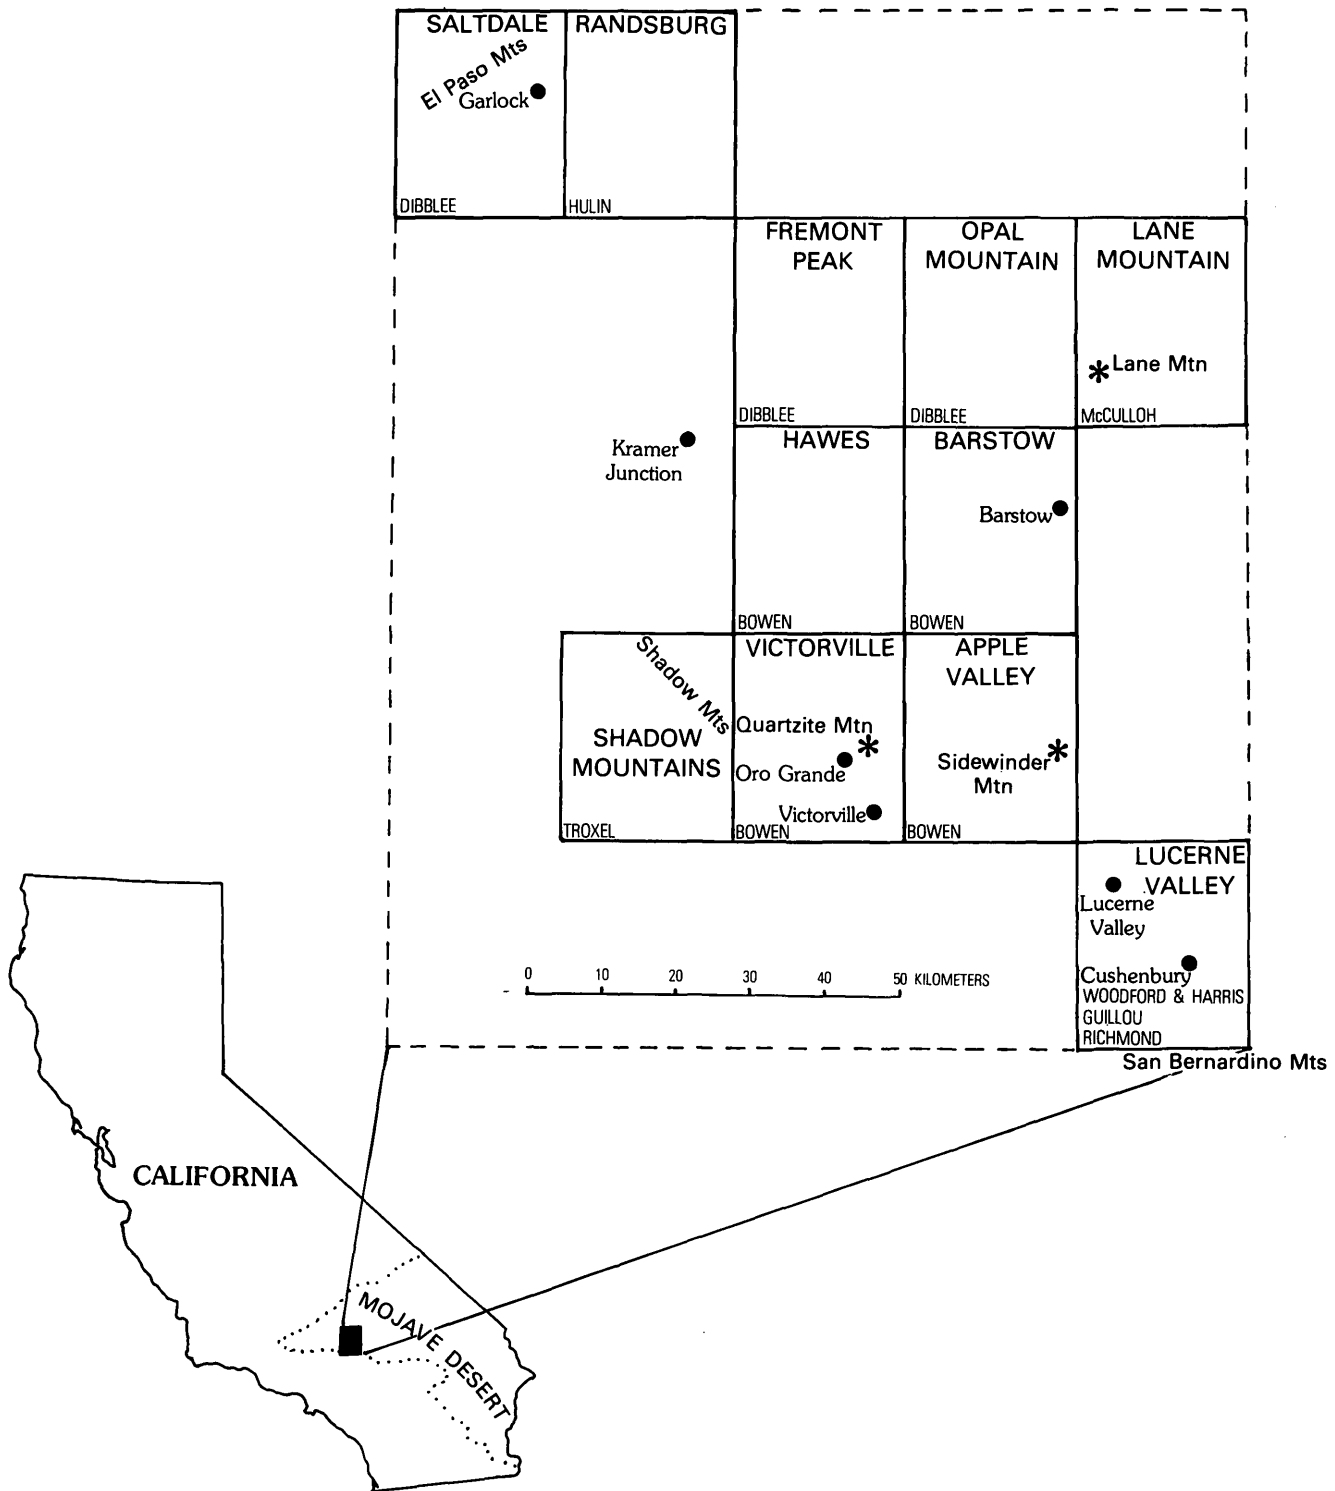 SALTDALE
RANDSBURG
El Paso Mts
Garlock
DIBBLEE
HULIN
FREMONT
PEAK
OPAL
MOUNTAIN
LANE
MOUNTAIN
Lane Mtn
DIBBLEE
DIBBLEE
McCULLOH
Kramer
Junction
HAWES
BARSTOW
Barstow
BOWEN
BOWEN
Shadow Mts
SHADOW
MOUNTAINS
TROXEL
VICTORVILLE
Quartzite Mtn
Oro Grande
Victorville
BOWEN
APPLE
VALLEY
Sidewinder
Mtn
BOWEN
LUCERNE
VALLEY
Lucerne
Valley
Cushenbury
WOODFORD & HARRIS
GUILLOU
RICHMOND
San Bernardino Mts
0 10 20 30 40 50 KILOMETERS
CALIFORNIA
MOJAVE DESERT